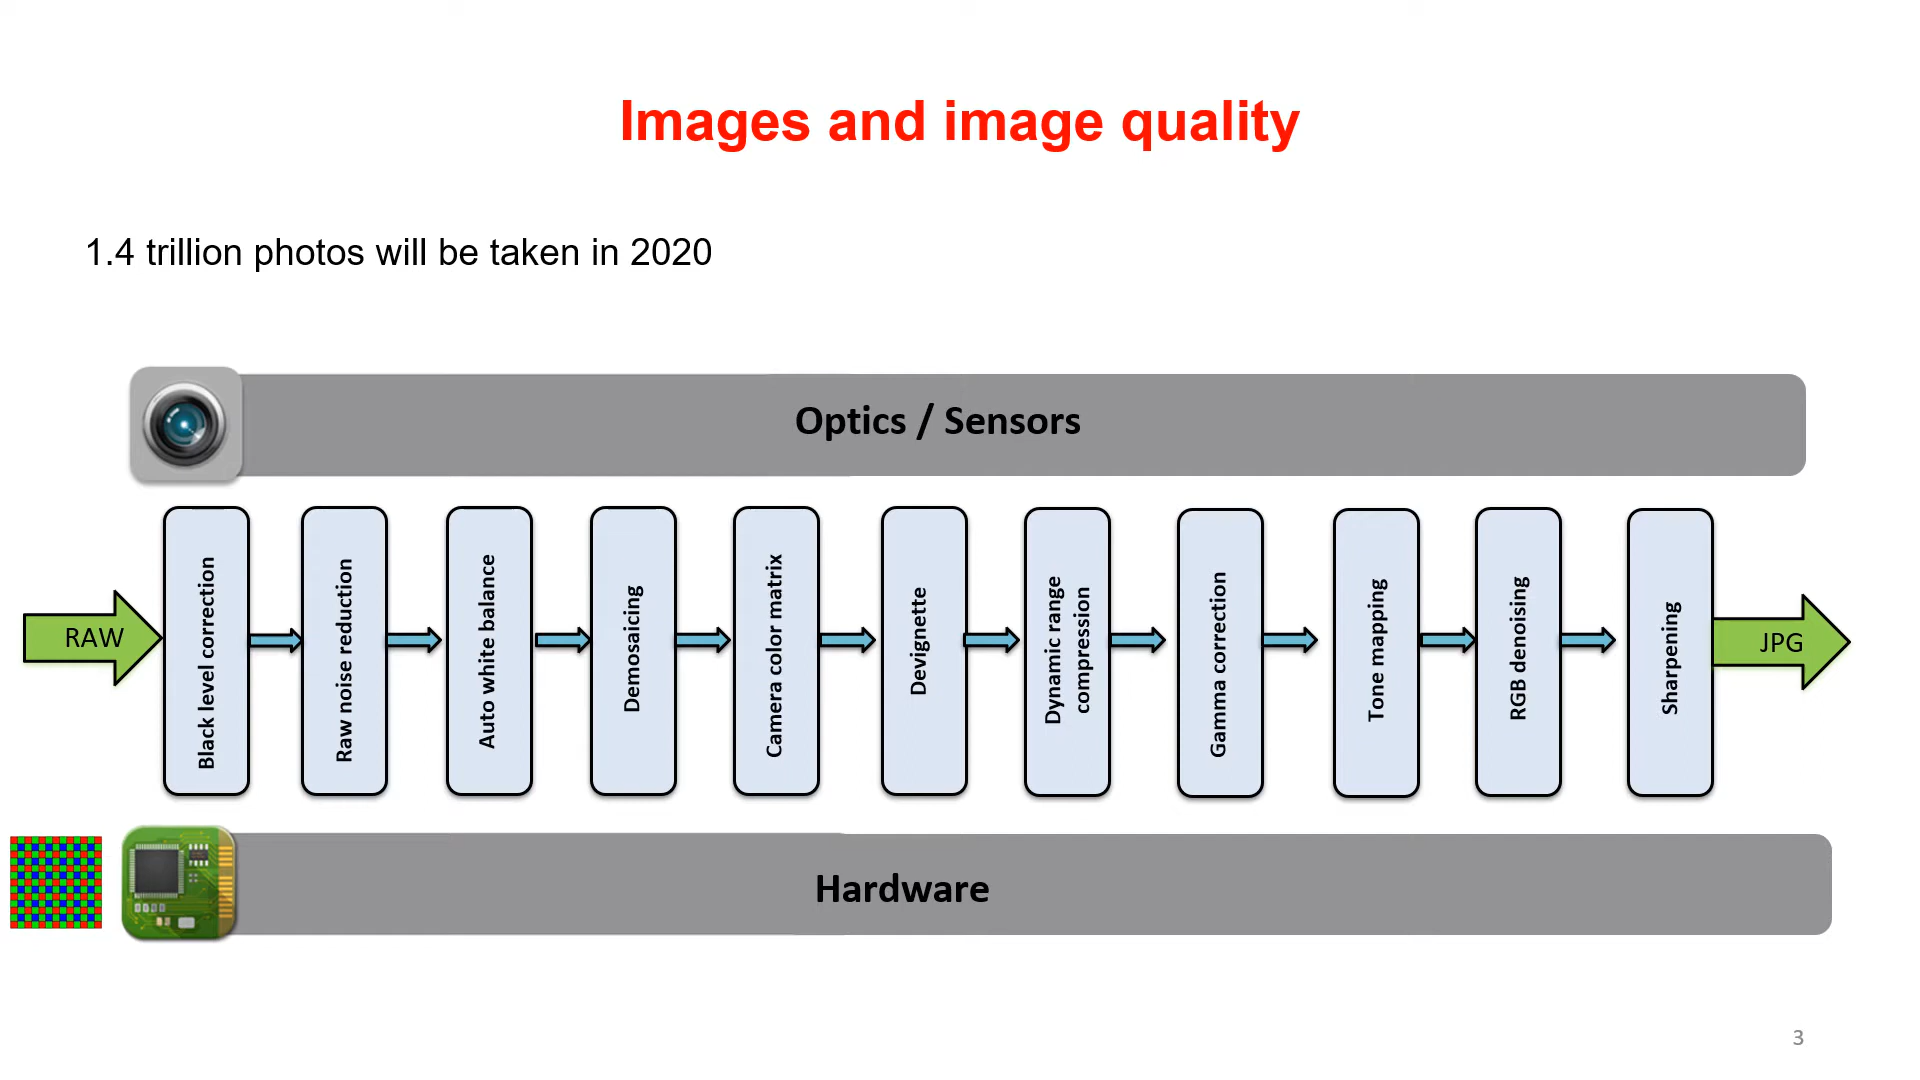 Images and image quality
1.4 trillion photos will be taken in 2020
Optics / Sensors
RAW
Black level correction
Raw noise reduction
Auto white balance
Demosaicing
Camera color matrix
Devignette
Dynamic range
compression
Gamma correction
Tone mapping
RGB denoising
Sharpening
JPG
Hardware
3